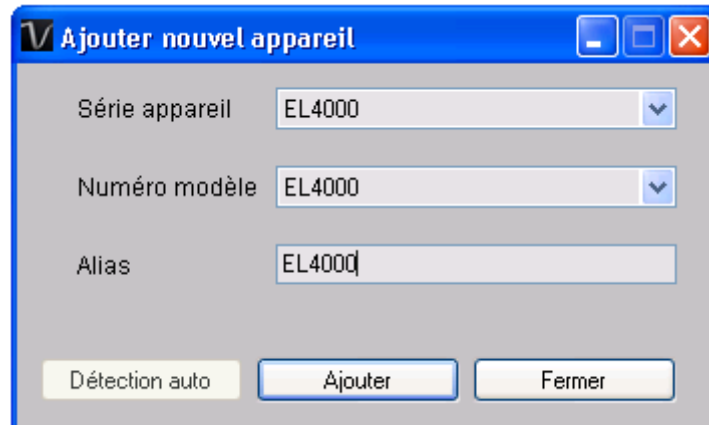 Ajouter nouvel appareil
Série appareil EL4000
Numéro modèle EL4000
Alias EL4000
Détection auto Ajouter Fermer